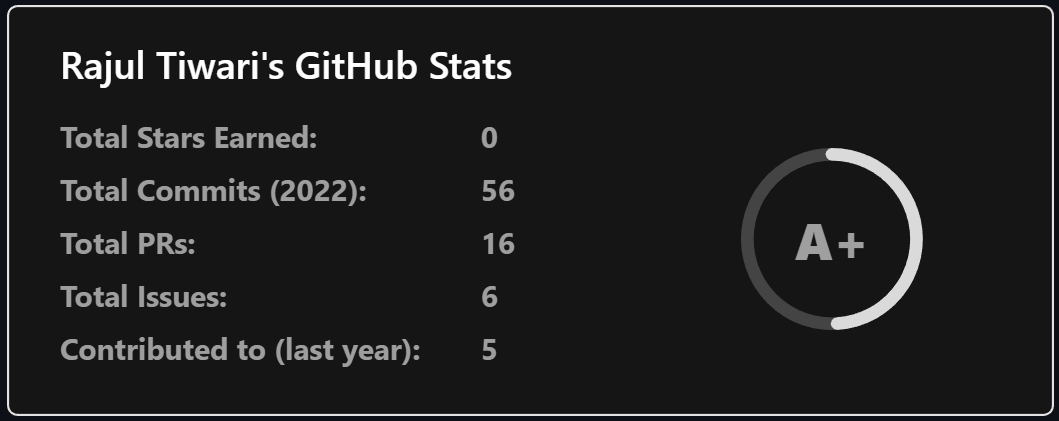 Rajul Tiwari's GitHub Stats
Total Stars Earned: 0
Total Commits (2022): 56
Total PRs: 16
Total Issues: 6
Contributed to (last year): 5
A+